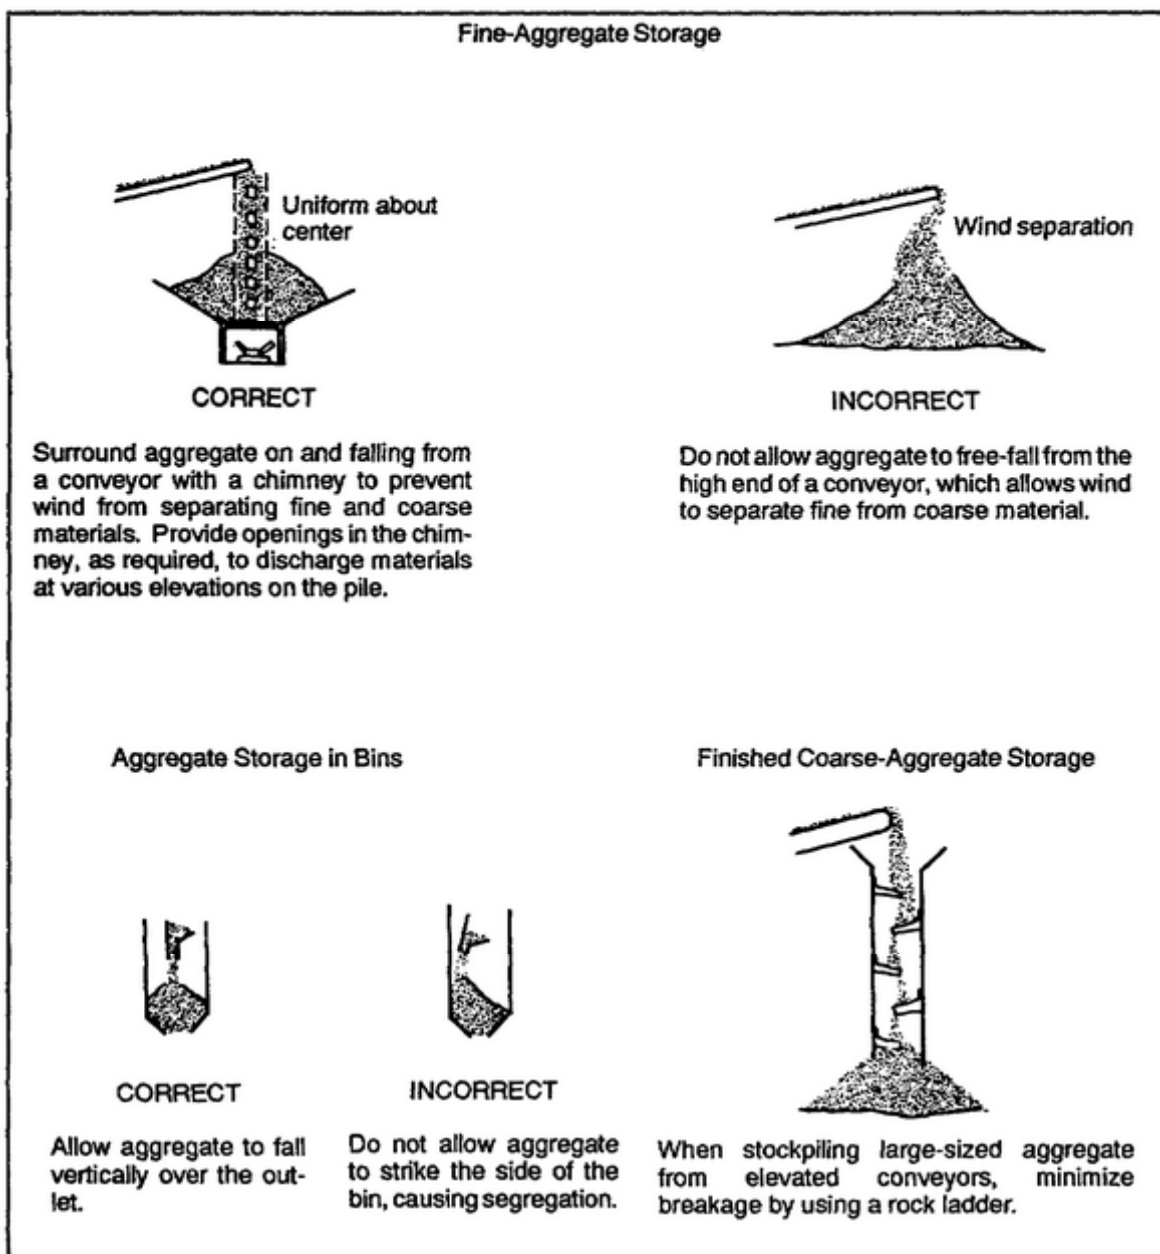 Fine-Aggregate Storage
Uniform about
center
CORRECT
Surround aggregate on and falling from
a conveyor with a chimney to prevent
wind from separating fine and coarse
materials. Provide openings in the chim-
ney, as required, to discharge materials
at various elevations on the pile.
Wind separation
INCORRECT
Do not allow aggregate to free-fall from the
high end of a conveyor, which allows wind
to separate fine from coarse material.
Aggregate Storage in Bins
CORRECT
Allow aggregate to fall
vertically over the out-
let.
INCORRECT
Do not allow aggregate
to strike the side of the
bin, causing segregation.
Finished Coarse-Aggregate Storage
When stockpiling large-sized aggregate
from elevated conveyors, minimize
breakage by using a rock ladder.